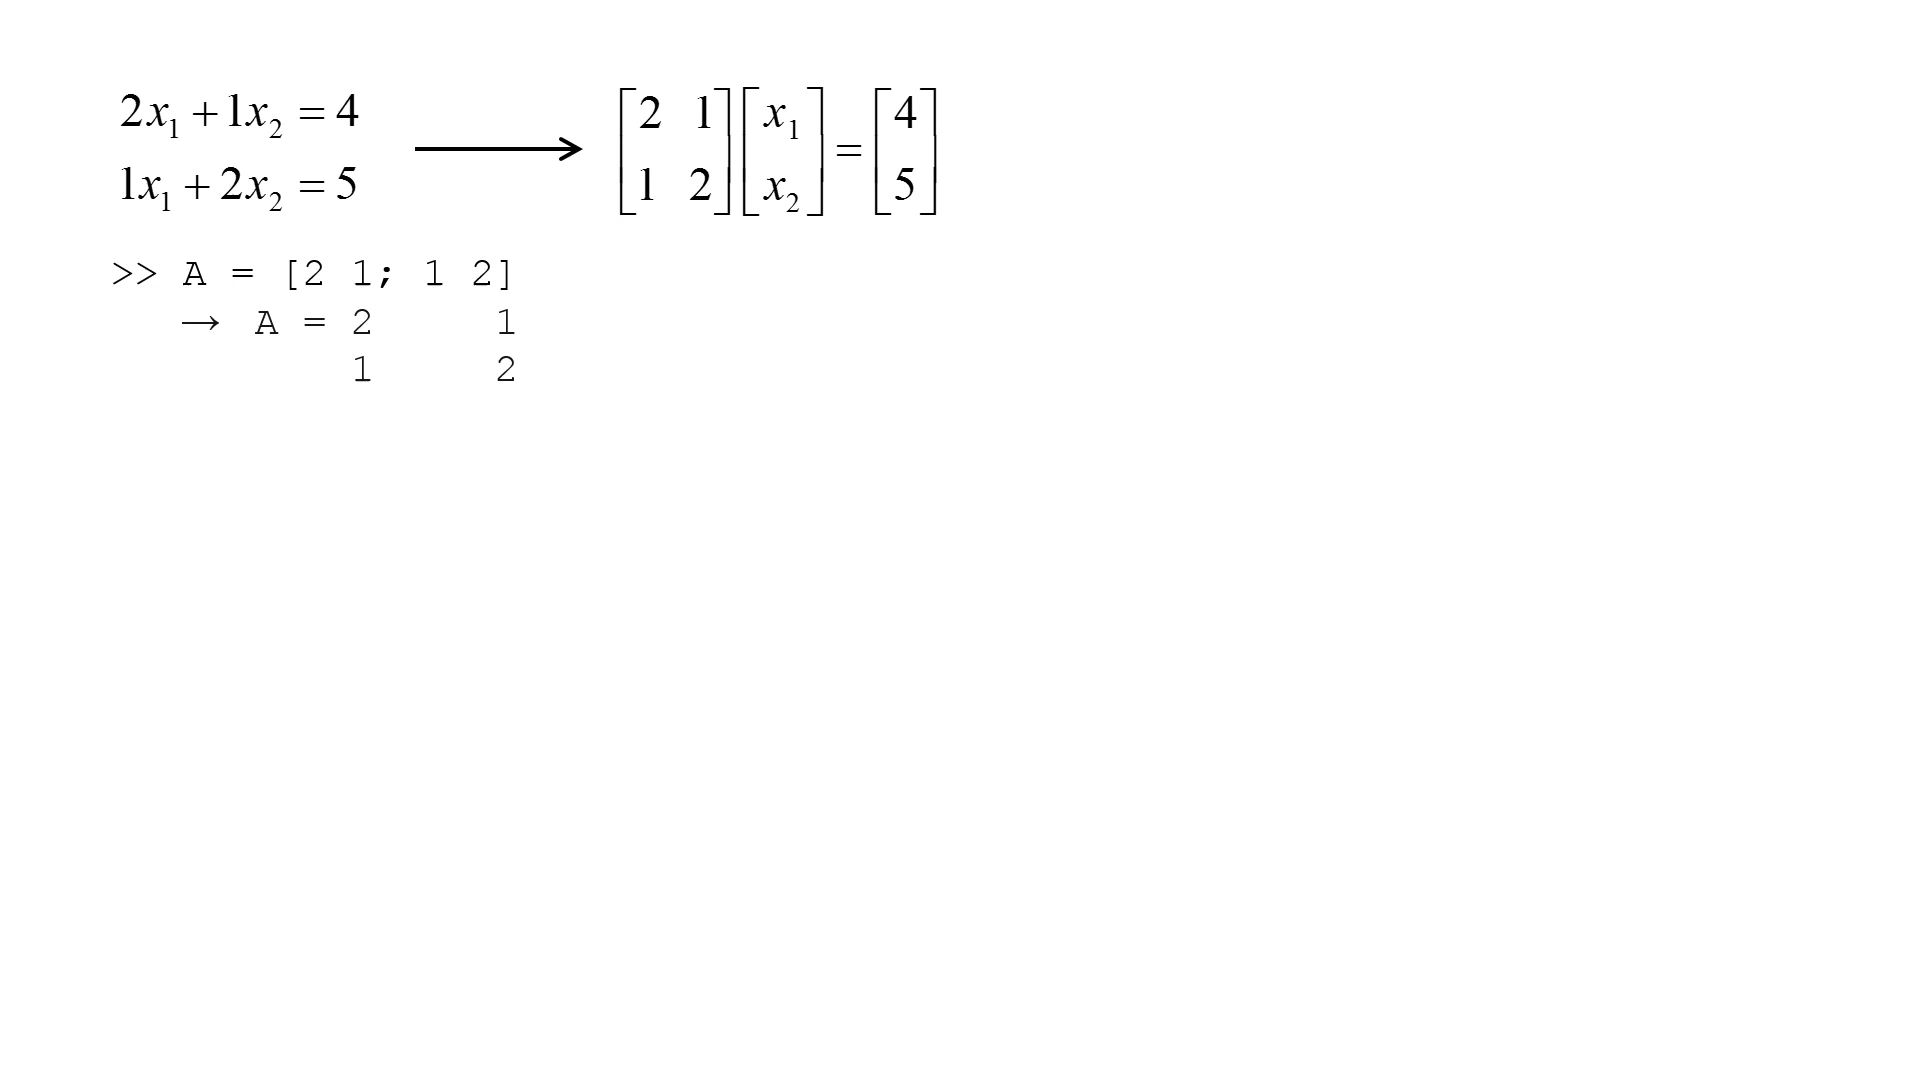 2x₁ + 1x₂ = 4
1x₁ + 2x₂ = 5
[2 1] [x₁] = [4]
[1 2] [x₂] [5]
>> A = [2 1; 1 2]
→ A = 2 1
1 2